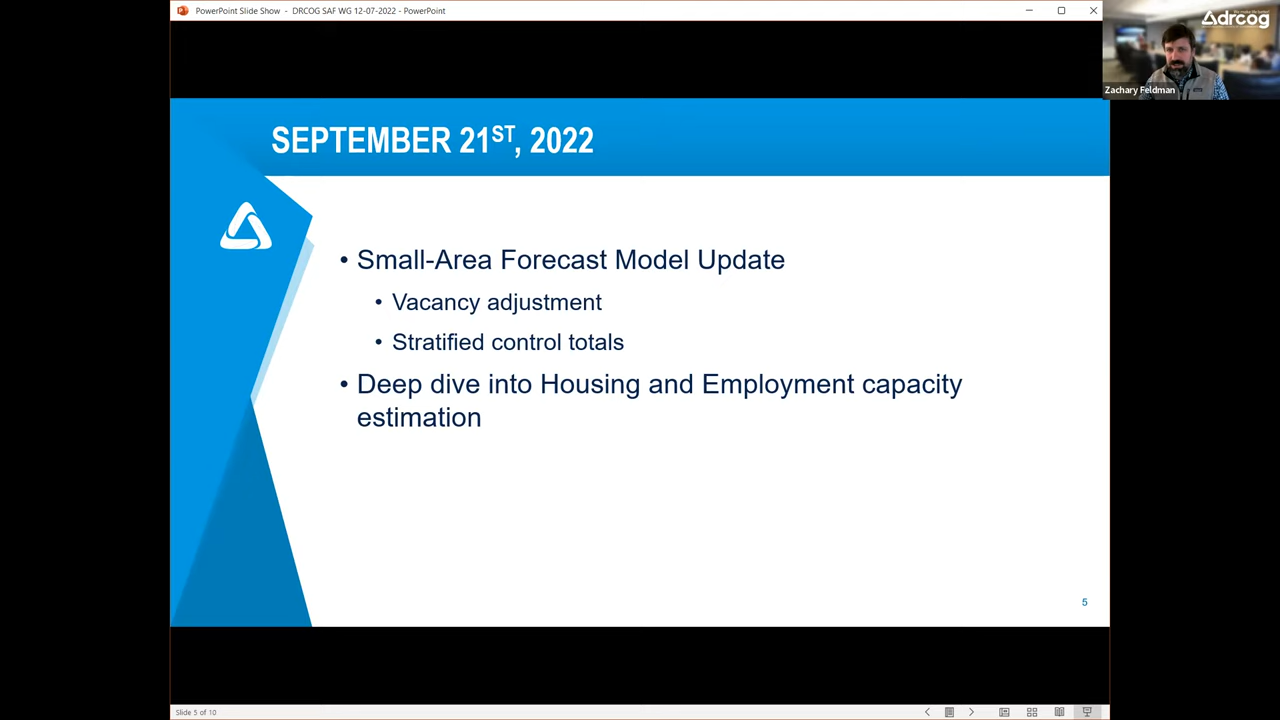 PowerPoint Slide Show - DRCOG SAF WG 12-07-2022 - PowerPoint
drcog
Zachary Feldman
SEPTEMBER 21ST, 2022
• Small-Area Forecast Model Update
• Vacancy adjustment
• Stratified control totals
• Deep dive into Housing and Employment capacity
estimation
5
Slide 5 of 10